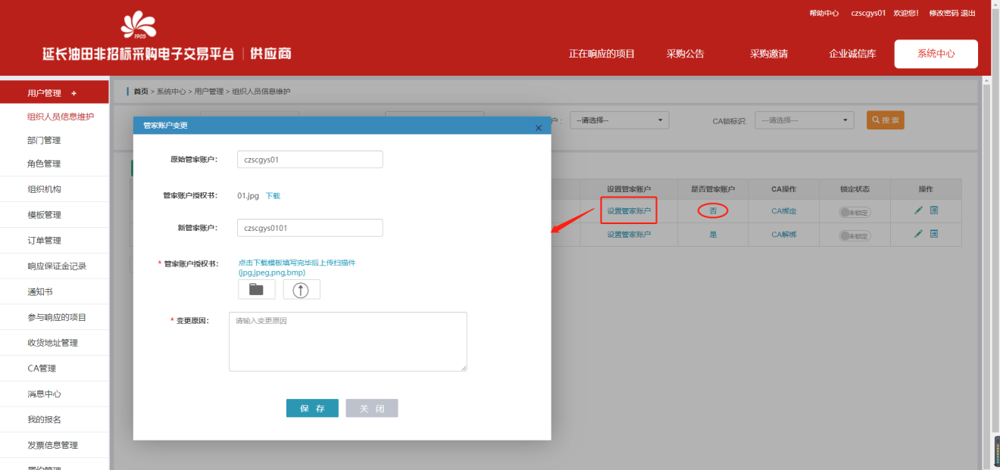 帮助中心 czscgys01 欢迎您! 修改密码 退出
1905
延长油田非招标采购电子交易平台 | 供应商
正在响应的项目 采购公告 采购邀请 企业诚信库 系统中心
用户管理 +
组织人员信息维护
部门管理
角色管理
组织机构
模板管理
订单管理
响应保证金记录
通知书
参与响应的项目
收货地址管理
CA管理
消息中心
我的报名
发票信息管理
首页 > 系统中心 > 用户管理 > 组织人员信息维护
户: --请选择-- CA锁标识: ---请选择--- 搜 索
设置管家账户 是否管家账户 CA操作 锁定状态 操作
设置管家账户 否 CA绑定 未锁定
设置管家账户 是 CA解绑 未锁定
管家账户变更 ×
原始管家账户: czscgys01
管家账户授权书: 01.jpg 下载
新管家账户: czscgys0101
* 管家账户授权书: 点击下载模板填写完毕后上传扫描件
(jpg,jpeg,png,bmp)
* 变更原因: 请输入变更原因
保 存 关 闭